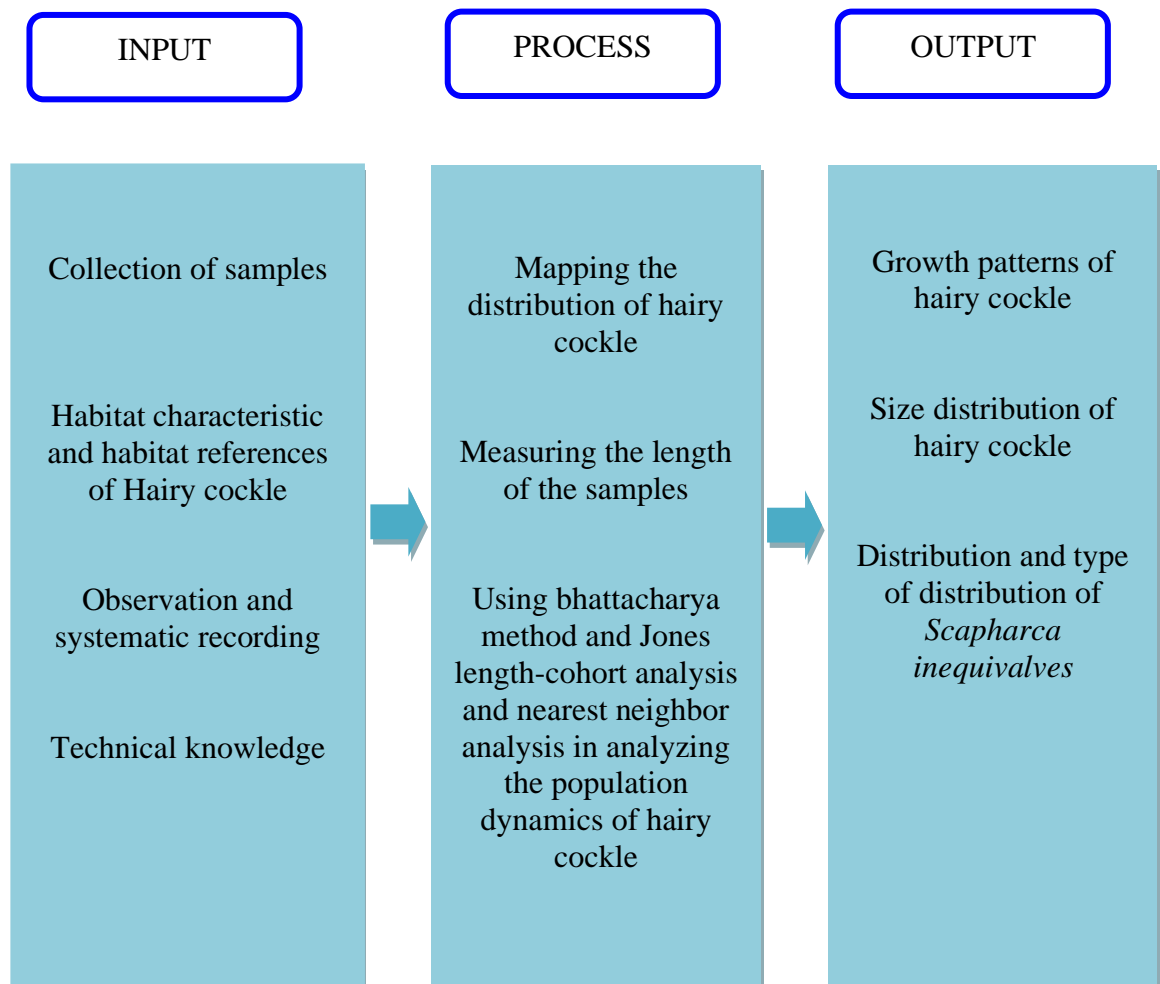 INPUT
PROCESS
OUTPUT
Collection of samples
Habitat characteristic
and habitat references
of Hairy cockle
Observation and
systematic recording
Technical knowledge
Mapping the
distribution of hairy
cockle
Measuring the length
of the samples
Using bhattacharya
method and Jones
length-cohort analysis
and nearest neighbor
analysis in analyzing
the population
dynamics of hairy
cockle
Growth patterns of
hairy cockle
Size distribution of
hairy cockle
Distribution and type
of distribution of
Scapharca
inequivalves